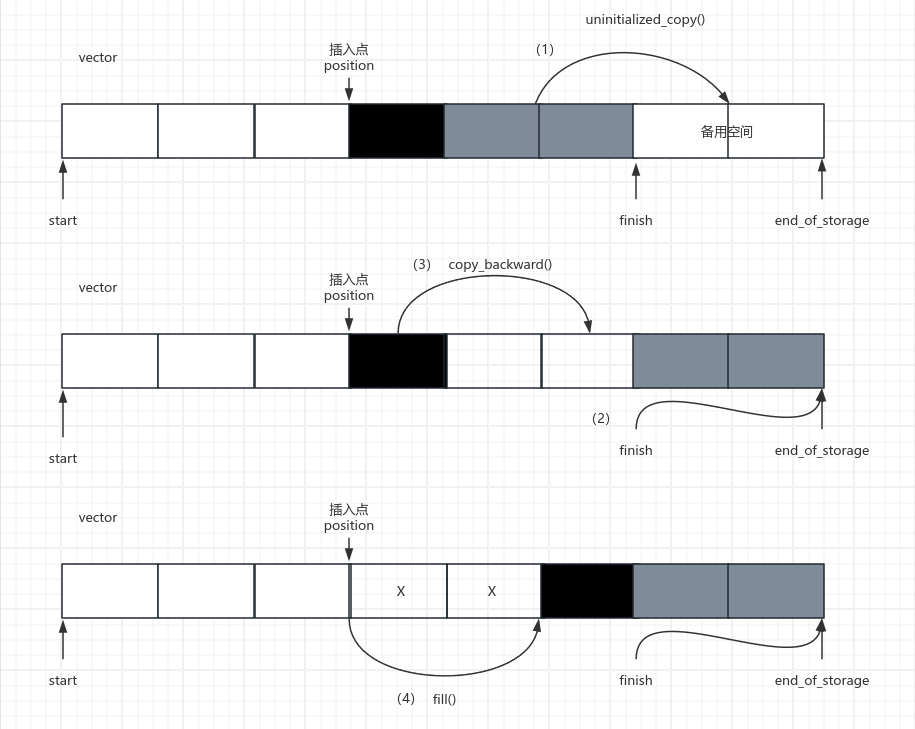 uninitialized_copy()
vector
插入点
position
(1)
备用空间
start
finish
end_of_storage
vector
插入点
position
(3) copy_backward()
(2)
start
finish
end_of_storage
vector
插入点
position
X
X
start
finish
end_of_storage
(4) fill()